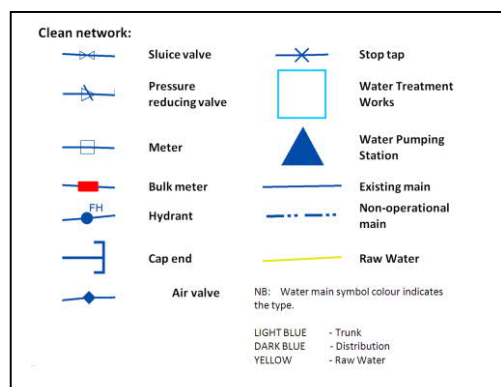 Clean network:
Sluice valve
Stop tap
Pressure
reducing valve
Water Treatment
Works
Meter
Water Pumping
Station
Bulk meter
Existing main
FH
Hydrant
Non-operational
main
Cap end
Raw Water
Air valve
NB: Water main symbol colour indicates
the type.
LIGHT BLUE - Trunk
DARK BLUE - Distribution
YELLOW - Raw Water